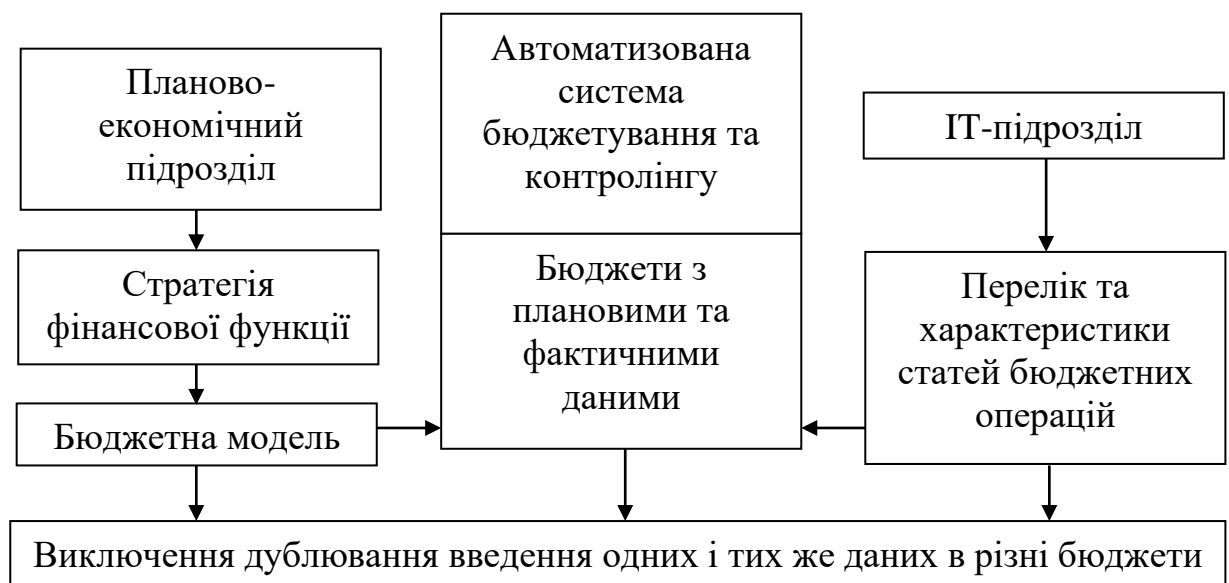 Планово-
економічний
підрозділ
Стратегія
фінансової функції
Бюджетна модель
Автоматизована
система
бюджетування та
контролінгу
Бюджети з
плановими та
фактичними
даними
ІТ-підрозділ
Перелік та
характеристики
статей бюджетних
операцій
Виключення дублювання введення одних і тих же даних в різні бюджети